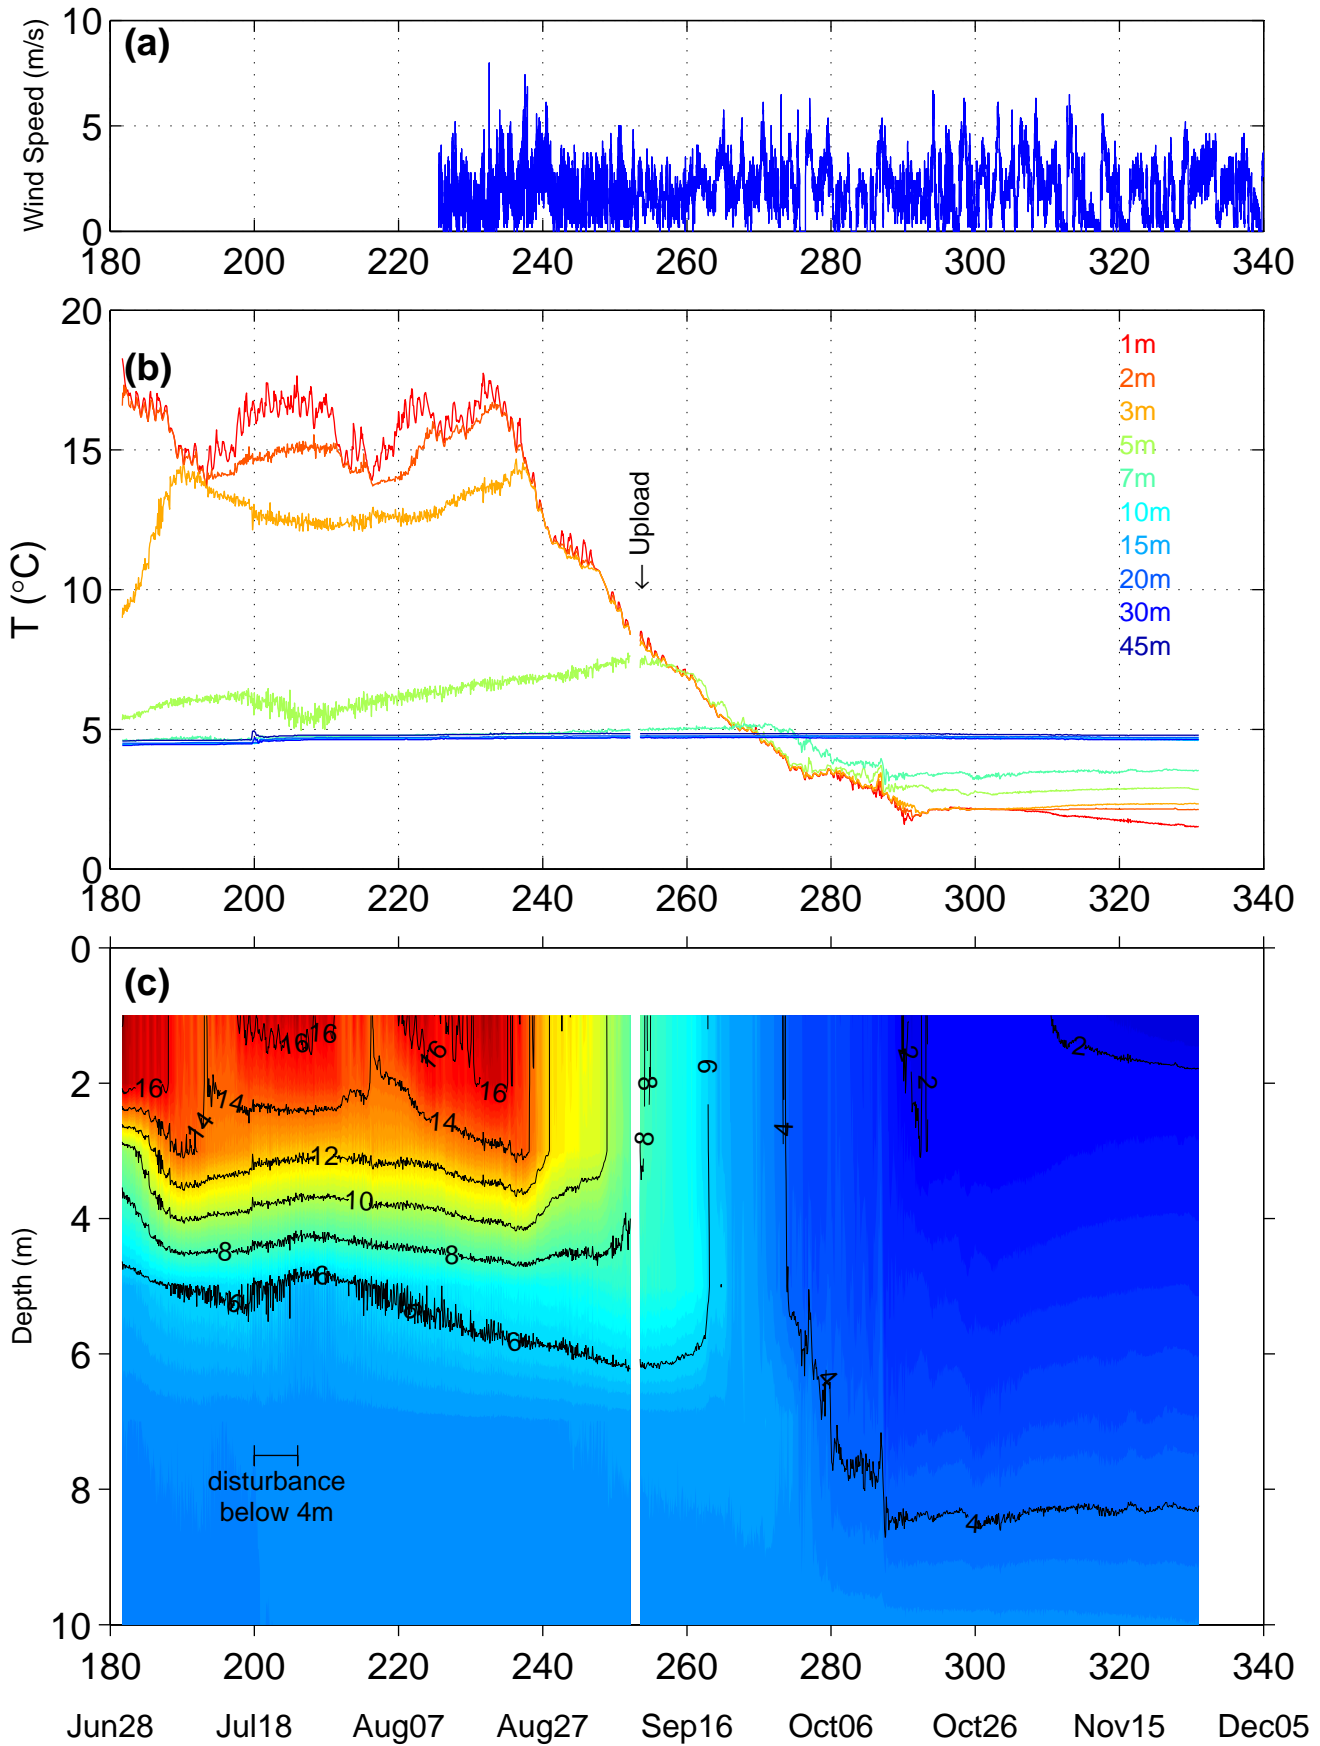 (a)
Wind Speed (m/s)
10
5
0
180 200 220 240 260 280 300 320 340
(b)
T (°C)
20
15
10
5
0
1m
2m
3m
5m
7m
10m
15m
20m
30m
45m
← Upload
180 200 220 240 260 280 300 320 340
(c)
Depth (m)
0
2
4
6
8
10
16 16 16 16 16
14 14 14
12
10
8 8 8 8
6 6 6 6 6
4 4 4
2 2 2
disturbance
below 4m
180 200 220 240 260 280 300 320 340
Jun28 Jul18 Aug07 Aug27 Sep16 Oct06 Oct26 Nov15 Dec05